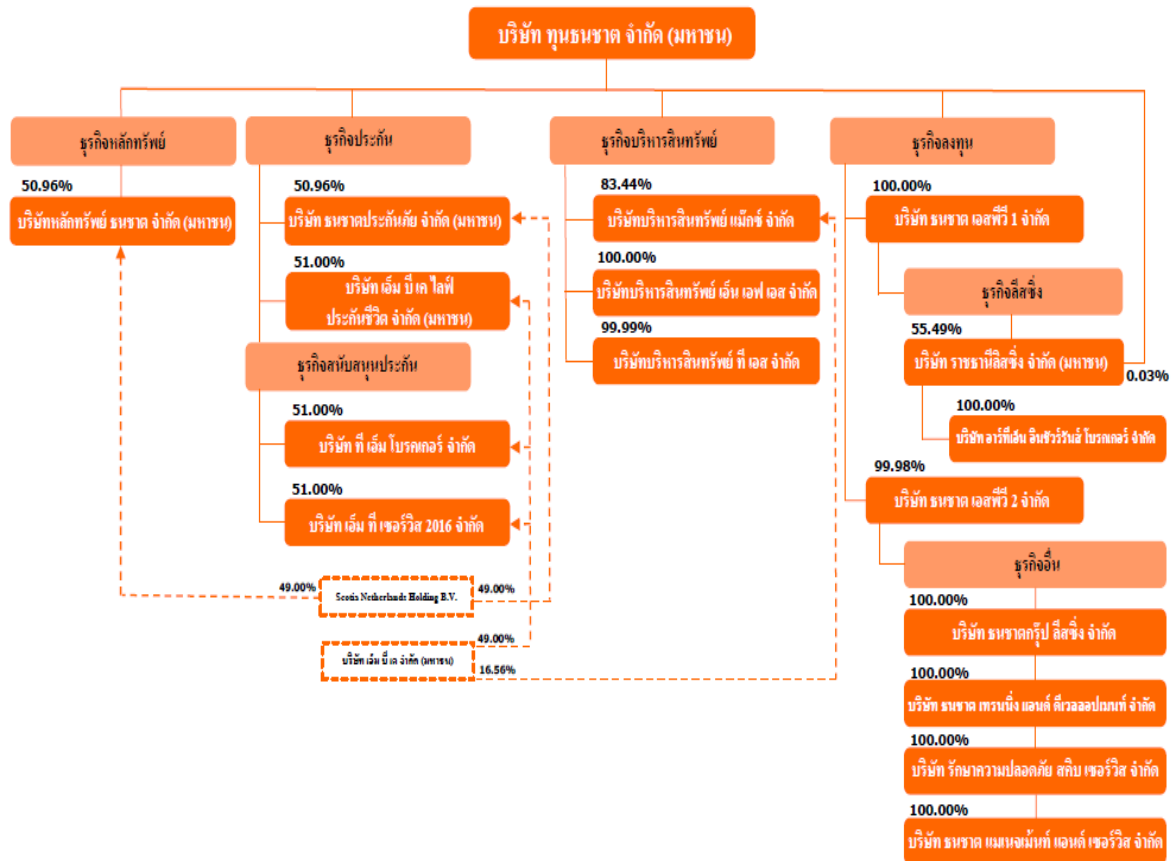 บริษัท ทุนธนชาต จำกัด (มหาชน)
ธุรกิจหลักทรัพย์
50.96%
บริษัทหลักทรัพย์ ธนชาต จำกัด (มหาชน)
ธุรกิจประกัน
50.96%
บริษัท ธนชาตประกันภัย จำกัด (มหาชน)
51.00%
บริษัท เอ็ม บี เค ไลฟ์
ประกันชีวิต จำกัด (มหาชน)
ธุรกิจสนับสนุนประกัน
51.00%
บริษัท ที เอ็ม โบรคเกอร์ จำกัด
51.00%
บริษัท เอ็ม ที เซอร์วิส 2016 จำกัด
49.00%
Scotia Netherlands Holding B.V.
49.00%
บริษัท เอ็ม บี เค จำกัด (มหาชน)
49.00%
16.56%
ธุรกิจบริหารสินทรัพย์
83.44%
บริษัทบริหารสินทรัพย์ แม๊กซ์ จำกัด
100.00%
บริษัทบริหารสินทรัพย์ เอ็น เอฟ เอส จำกัด
99.99%
บริษัทบริหารสินทรัพย์ ที เอส จำกัด
ธุรกิจลงทุน
100.00%
บริษัท ธนชาต เอสพีวี 1 จำกัด
ธุรกิจลีสซิ่ง
55.49%
บริษัท ราชธานีลิสซิ่ง จำกัด (มหาชน)
0.03%
100.00%
บริษัท อาร์ทีเอ็น อินชัวร์รันส์ โบรกเกอร์ จำกัด
99.98%
บริษัท ธนชาต เอสพีวี 2 จำกัด
ธุรกิจอื่น
100.00%
บริษัท ธนชาตกรุ๊ป ลีสซิ่ง จำกัด
100.00%
บริษัท ธนชาต เทรนนิ่ง แอนด์ ดีเวลลอปเมนท์ จำกัด
100.00%
บริษัท รักษาความปลอดภัย สคิบ เซอร์วิส จำกัด
100.00%
บริษัท ธนชาต แมเนจเม้นท์ แอนด์ เซอร์วิส จำกัด